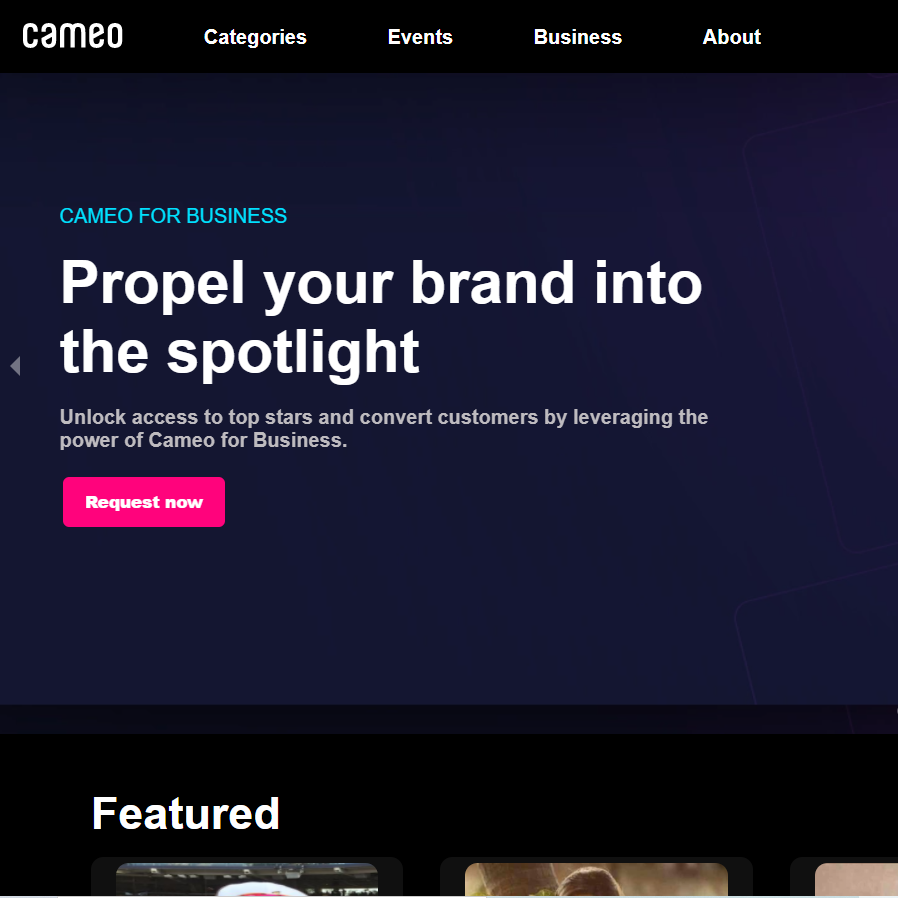 cameo
Categories
Events
Business
About
CAMEO FOR BUSINESS
Propel your brand into
the spotlight
Unlock access to top stars and convert customers by leveraging the
power of Cameo for Business.
Request now
Featured